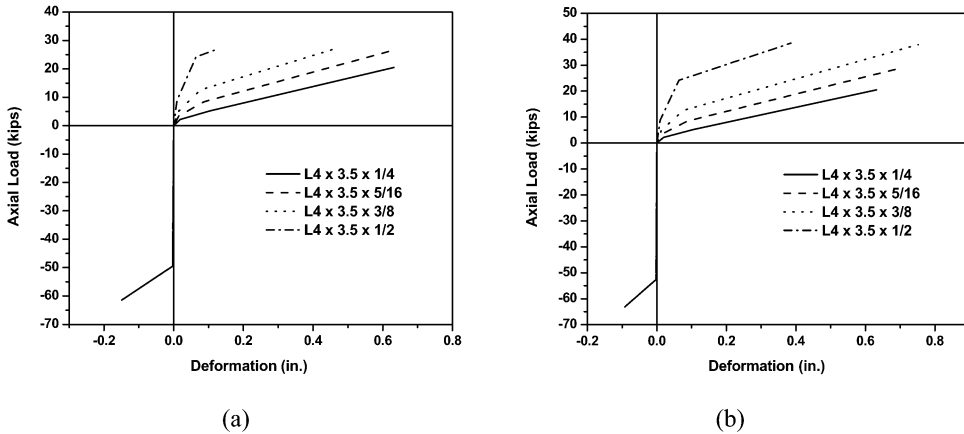 40
30
20
10
0
-10
-20
-30
-40
-50
-60
-70
Axial Load (kips)
-0.2
0.0
0.2
0.4
0.6
0.8
Deformation (in.)
L4 x 3.5 x 1/4
L4 x 3.5 x 5/16
L4 x 3.5 x 3/8
L4 x 3.5 x 1/2
(a)
50
40
30
20
10
0
-10
-20
-30
-40
-50
-60
-70
Axial Load (kips)
-0.2
0.0
0.2
0.4
0.6
0.8
Deformation (in.)
L4 x 3.5 x 1/4
L4 x 3.5 x 5/16
L4 x 3.5 x 3/8
L4 x 3.5 x 1/2
(b)